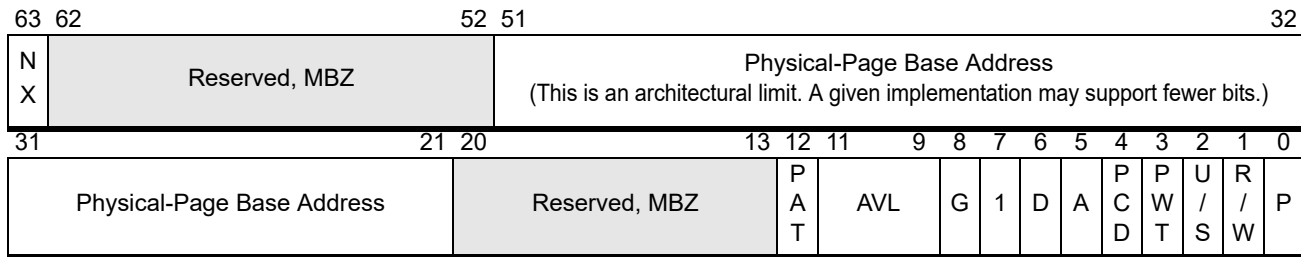 63 62 52 51 32
N
X
Reserved, MBZ
Physical-Page Base Address
(This is an architectural limit. A given implementation may support fewer bits.)
31 21 20 13 12 11 9 8 7 6 5 4 3 2 1 0
Physical-Page Base Address
Reserved, MBZ
P
A
T
AVL
G
1
D
A
P
C
D
P
W
T
U
/
S
R
/
W
P